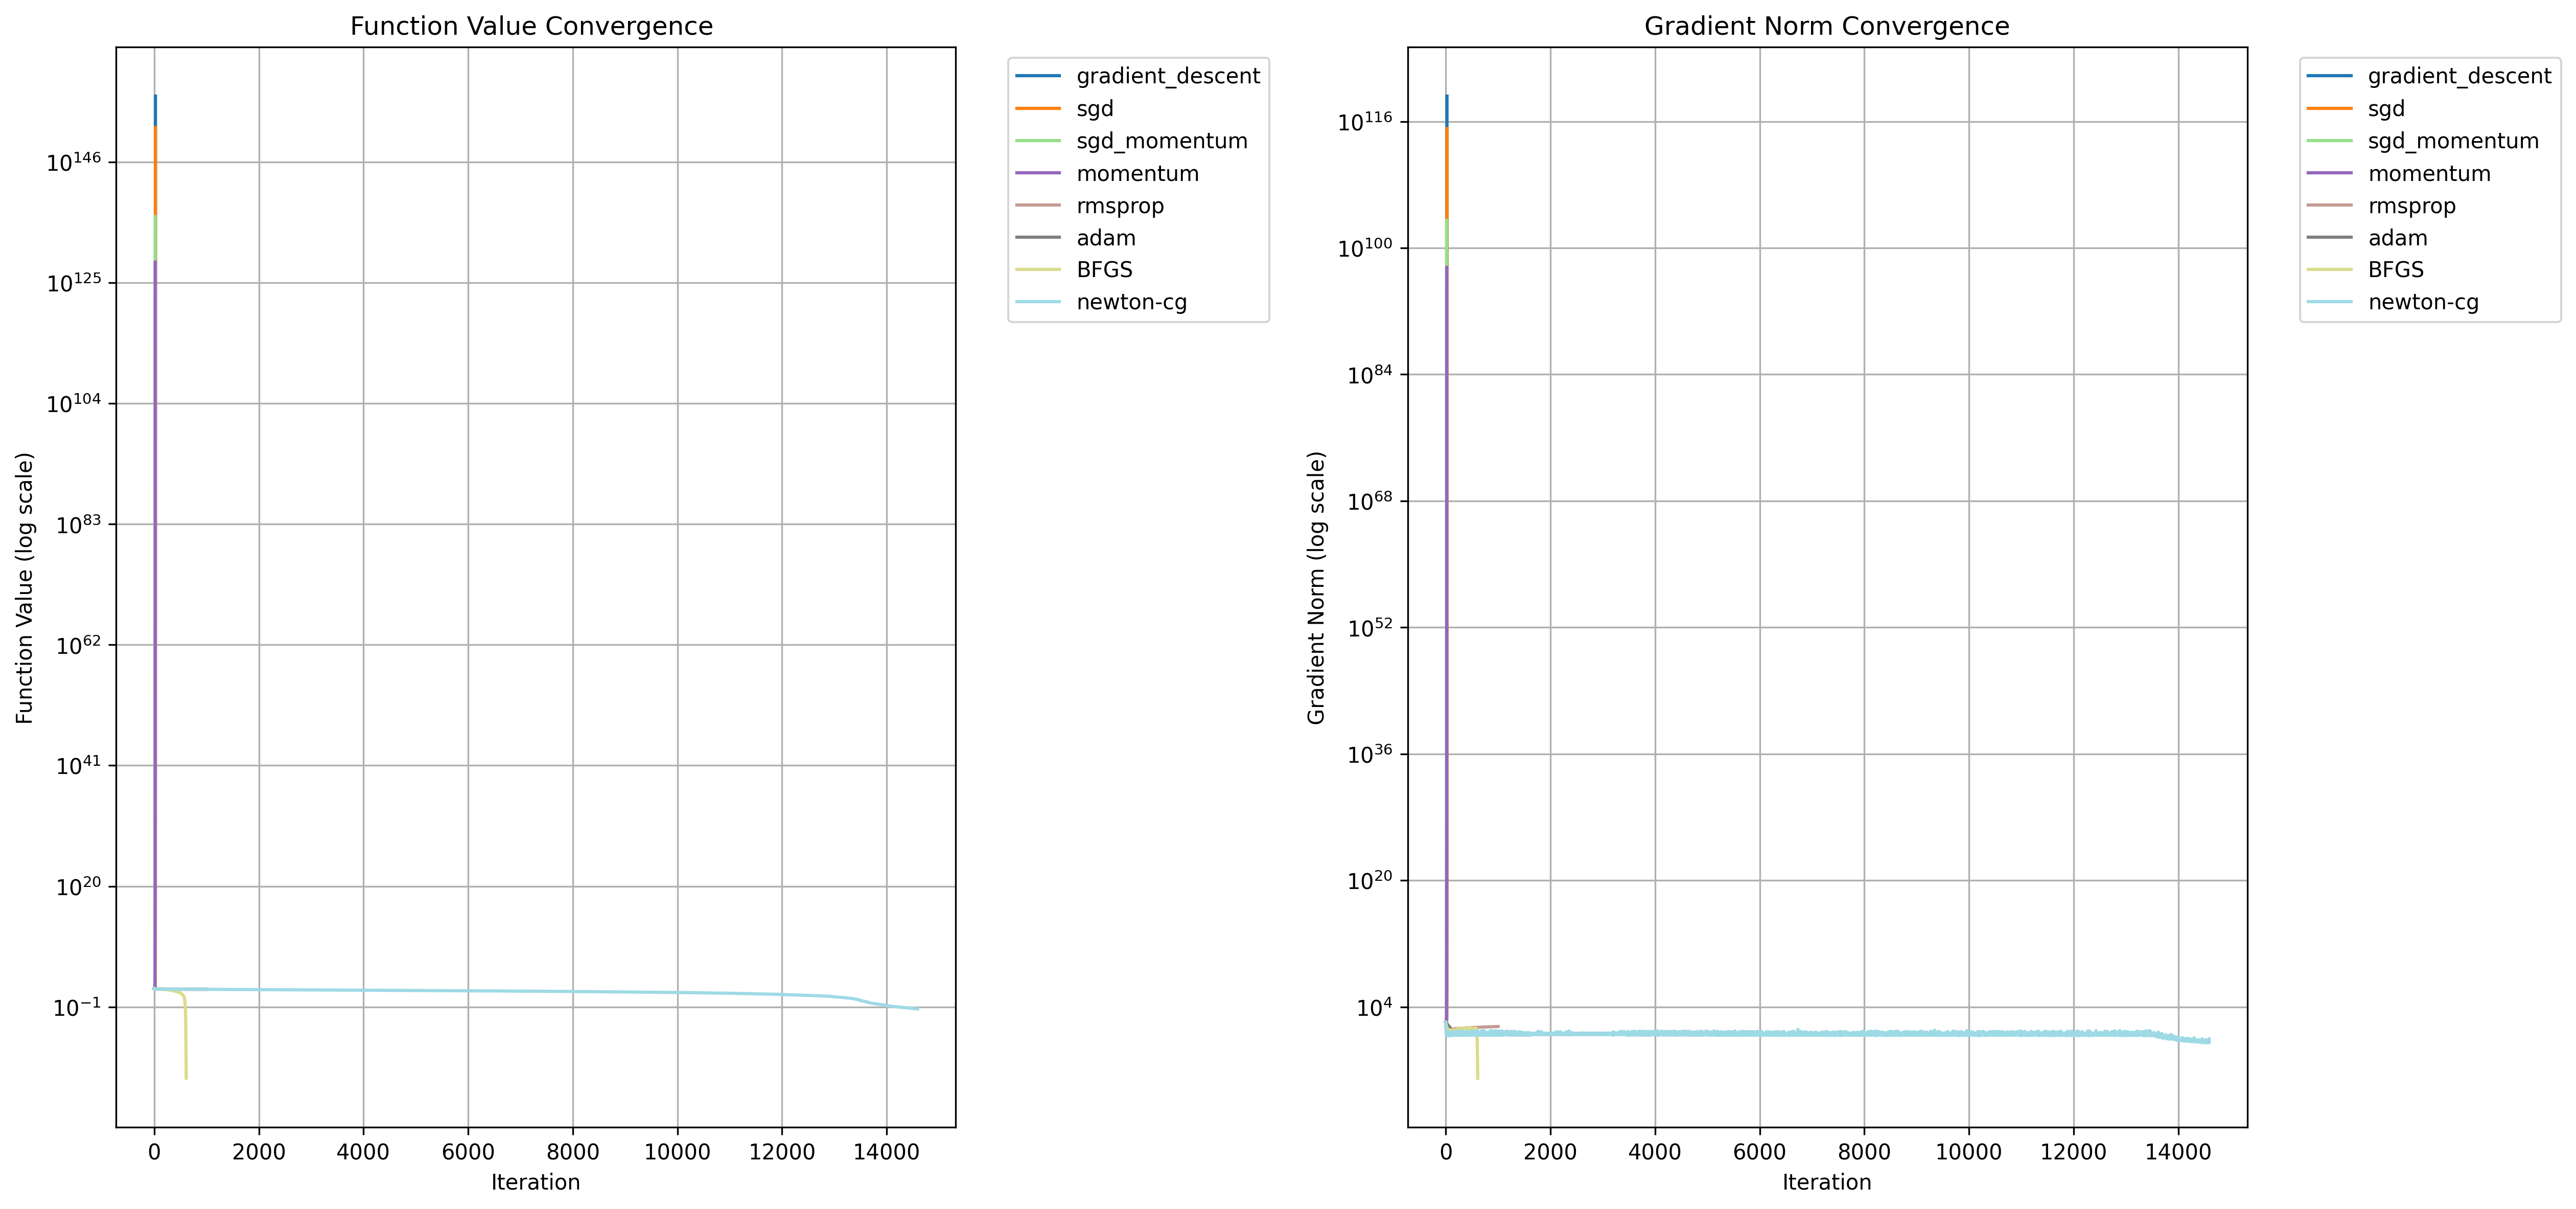 Function Value Convergence
Function Value (log scale)
10^146
10^125
10^104
10^83
10^62
10^41
10^20
10^-1
0 2000 4000 6000 8000 10000 12000 14000
Iteration
gradient_descent
sgd
sgd_momentum
momentum
rmsprop
adam
BFGS
newton-cg
Gradient Norm Convergence
Gradient Norm (log scale)
10^116
10^100
10^84
10^68
10^52
10^36
10^20
10^4
0 2000 4000 6000 8000 10000 12000 14000
Iteration
gradient_descent
sgd
sgd_momentum
momentum
rmsprop
adam
BFGS
newton-cg